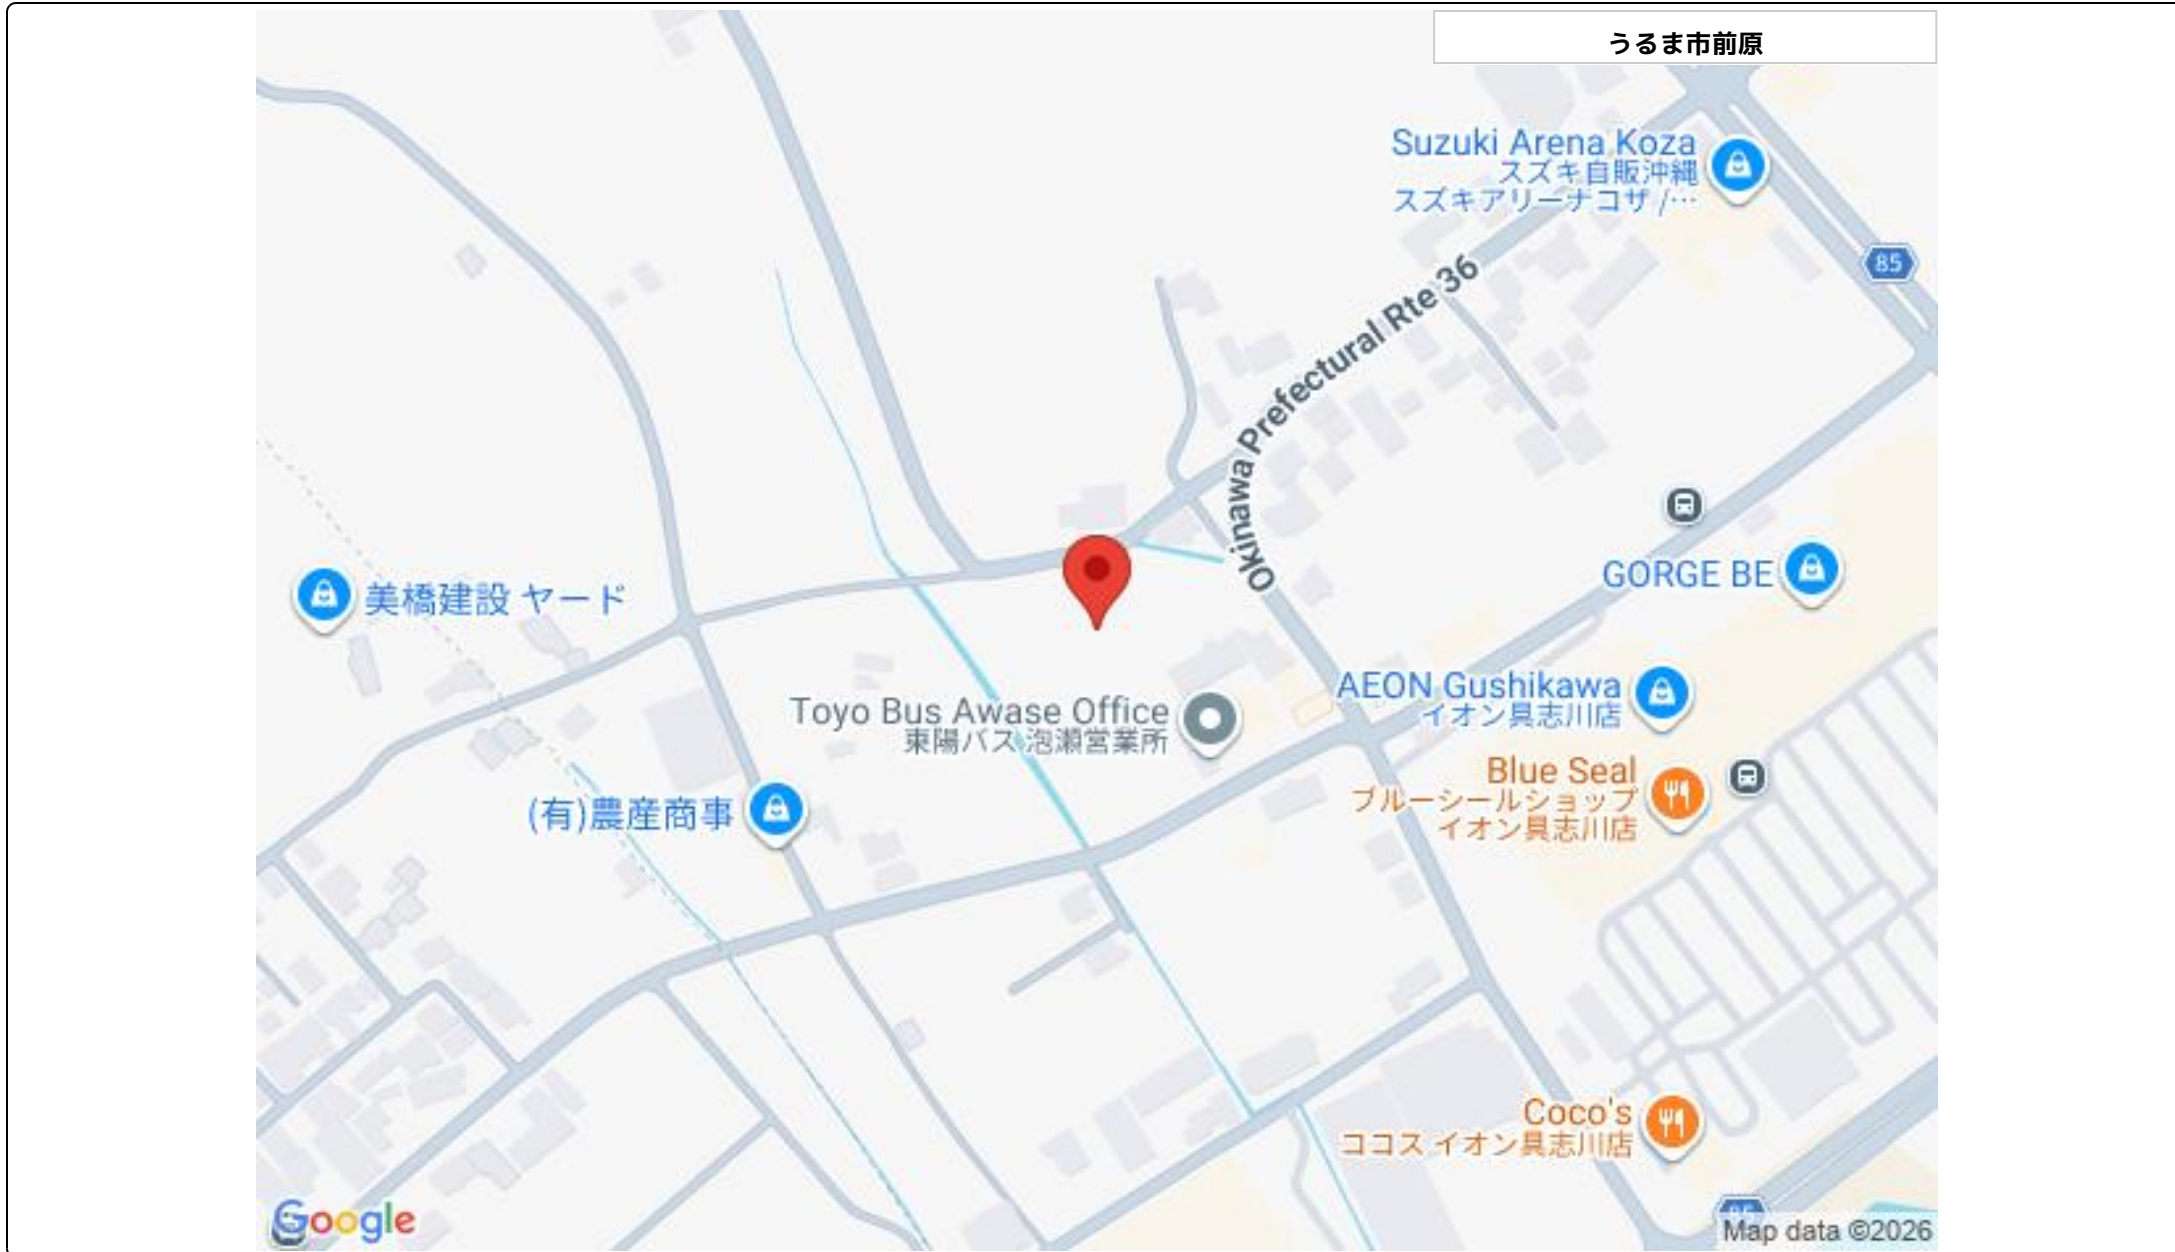 うるま市前原
Suzuki Arena Koza
スズキ自販沖縄
スズキアリーナコザ /…
85
Okinawa Prefectural Rte 36
GORGE BE
美橋建設 ヤード
AEON Gushikawa
イオン具志川店
Toyo Bus Awase Office
東陽バス 泡瀬営業所
Blue Seal
ブルーシールショップ
イオン具志川店
(有)農産商事
Coco's
ココス イオン具志川店
85
Google
Map data ©2026